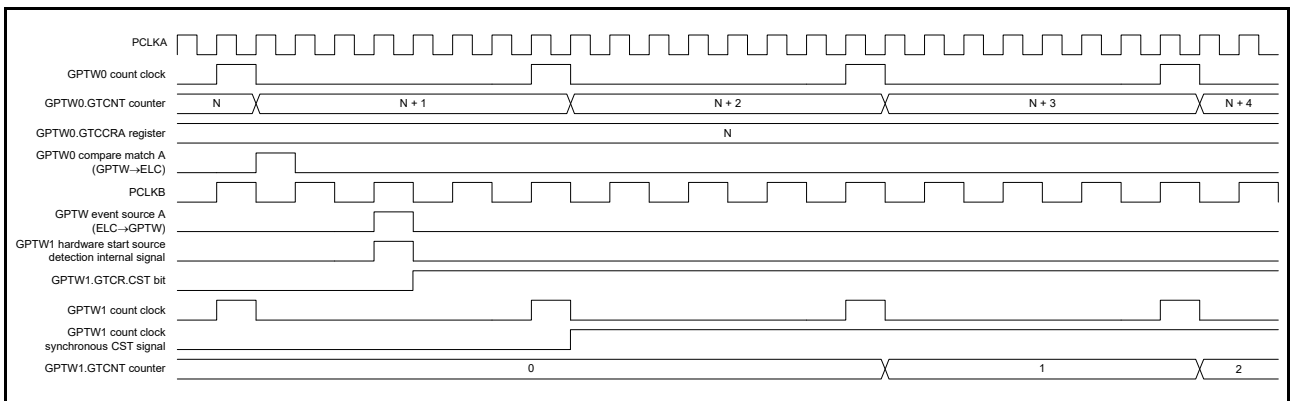 PCLKA
GPTW0 count clock
GPTW0.GTCNT counter
N
N + 1
N + 2
N + 3
N + 4
GPTW0.GTCCRA register
N
GPTW0 compare match A
(GPTW→ELC)
PCLKB
GPTW event source A
(ELC→GPTW)
GPTW1 hardware start source
detection internal signal
GPTW1.GTCR.CST bit
GPTW1 count clock
GPTW1 count clock
synchronous CST signal
GPTW1.GTCNT counter
0
1
2